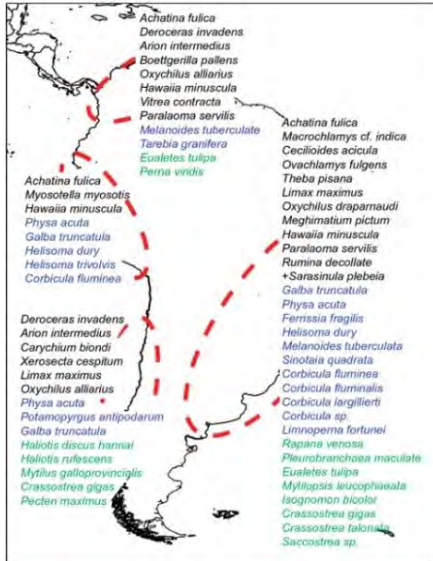 Achatina fulica
Deroceras invadens
Arion intermedius
Boettgerilla pallens
Oxychilus alliarius
Hawaiia minuscula
Vitrea contracta
Paralaoma servilis
Melanoides tuberculate
Tarebia granifera
Eualetes tulipa
Perna viridis
Achatina fulica
Myosotella myosotis
Hawaiia minuscula
Physa acuta
Galba truncatula
Helisoma dury
Helisoma trivolvis
Corbicula fluminea
Deroceras invadens
Arion intermedius
Carychium biondi
Xerosecta cespitum
Limax maximus
Oxychilus alliarius
Physa acuta
Potamopyrgus antipodarum
Galba truncatula
Haliotis discus hannai
Haliotis rufescens
Mytilus galloprovinciglis
Crassostrea gigas
Pecten maximus
Achatina fulica
Macrochlamys cf. indica
Cecilioides acicula
Ovachlamys fulgens
Theba pisana
Limax maximus
Oxychilus draparnaudi
Meghimatium pictum
Hawaiia minuscula
Paralaoma servilis
Rumina decollate
+Sarasinula plebeia
Galba truncatula
Physa acuta
Ferrissia fragilis
Helisoma dury
Melanoides tuberculata
Sinotaia quadrata
Corbicula fluminea
Corbicula fluminalis
Corbicula largillierti
Corbicula sp.
Limnoperna fortunei
Rapana venosa
Pleurobranchaea maculate
Eualetes tulipa
Mytilopsis leucophaeata
Isognomon bicolor
Crassostrea gigas
Crassostrea talonata
Saccostrea sp.